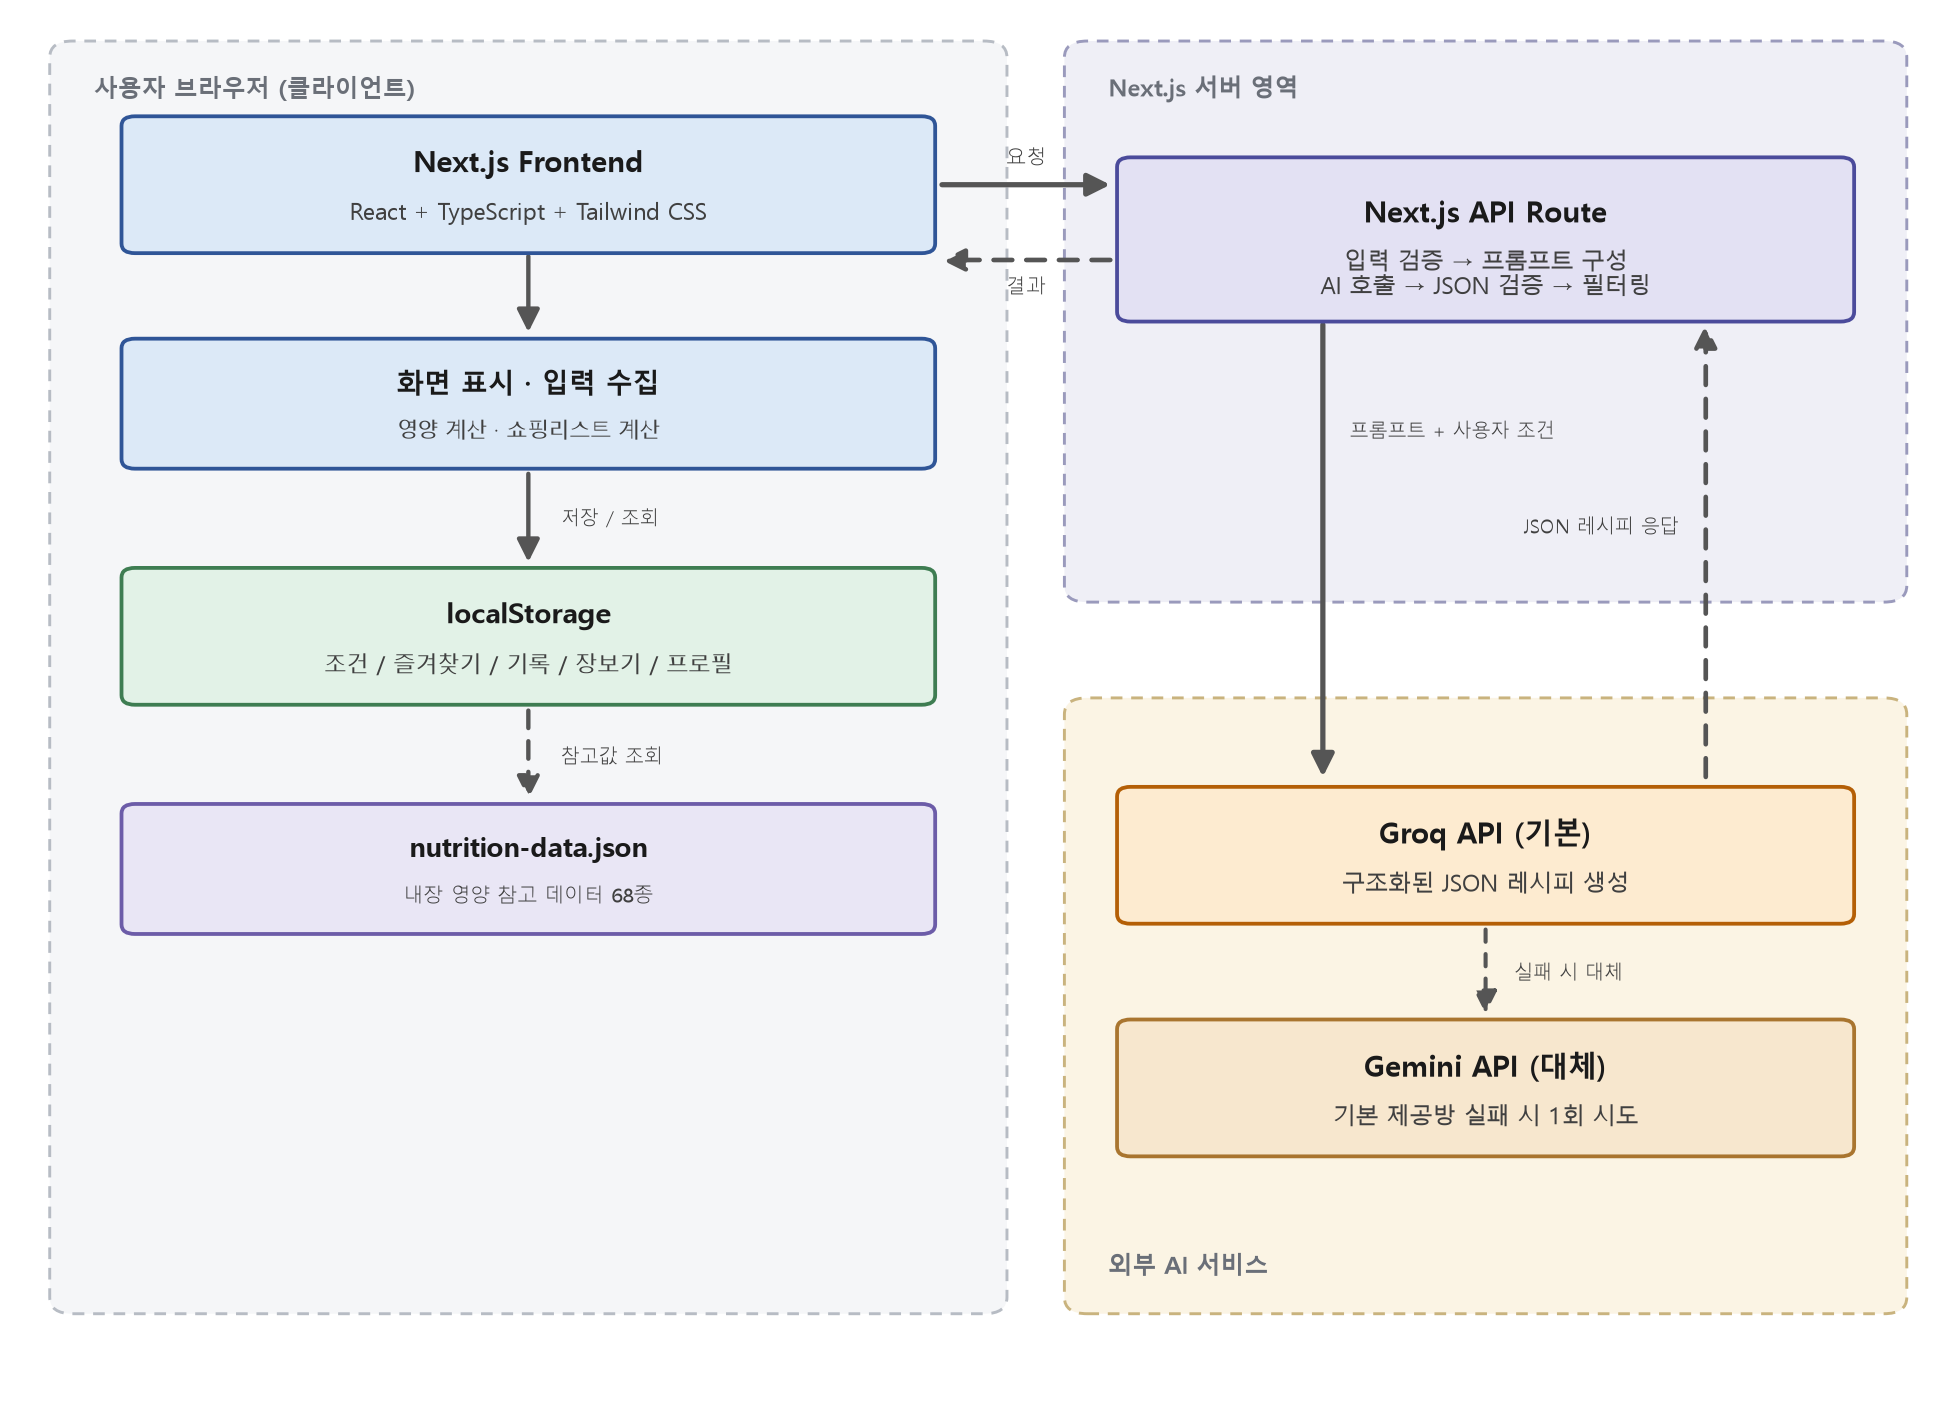 사용자 브라우저 (클라이언트)
Next.js Frontend
React + TypeScript + Tailwind CSS
화면 표시 · 입력 수집
영양 계산 · 쇼핑리스트 계산
저장 / 조회
localStorage
조건 / 즐겨찾기 / 기록 / 장보기 / 프로필
참고값 조회
nutrition-data.json
내장 영양 참고 데이터 68종
요청
결과
Next.js 서버 영역
Next.js API Route
입력 검증 → 프롬프트 구성
AI 호출 → JSON 검증 → 필터링
프롬프트 + 사용자 조건
JSON 레시피 응답
Groq API (기본)
구조화된 JSON 레시피 생성
실패 시 대체
Gemini API (대체)
기본 제공방 실패 시 1회 시도
외부 AI 서비스